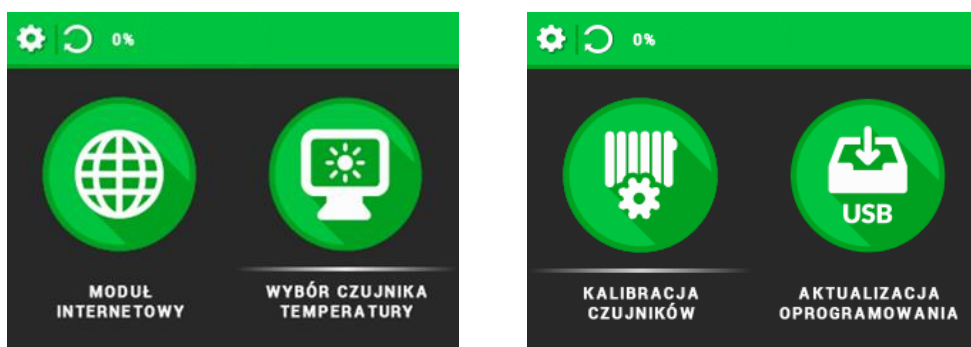 0%
MODUŁ
INTERNETOWY
WYBÓR CZUJNIKA
TEMPERATURY
0%
KALIBRACJA
CZUJNIKÓW
USB
AKTUALIZACJA
OPROGRAMOWANIA